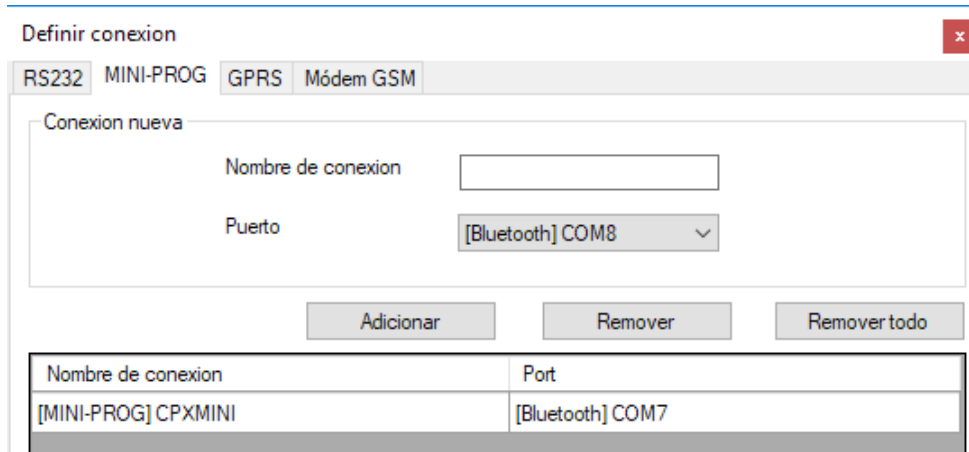 Definir conexion
x
RS232 MINI-PROG GPRS Módem GSM
Conexion nueva
Nombre de conexion
Puerto [Bluetooth] COM8
Adicionar Remover Remover todo
Nombre de conexion Port
[MINI-PROG] CPXMINI [Bluetooth] COM7